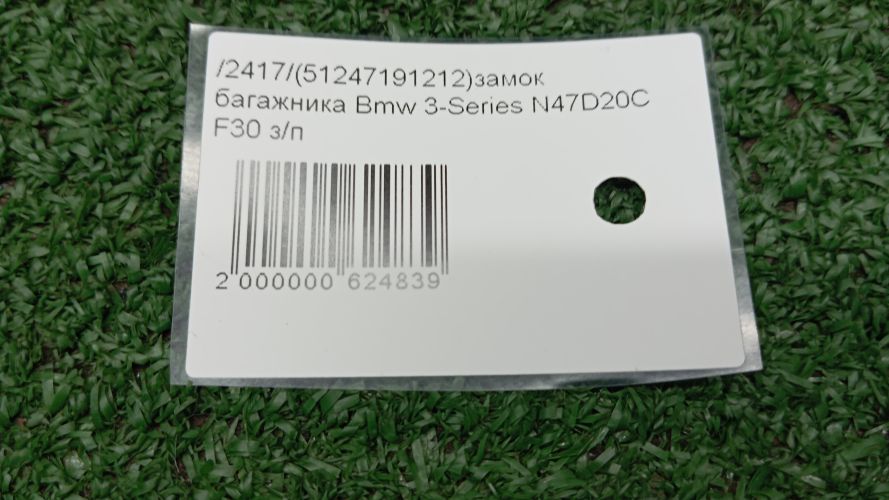 /2417/(51247191212)замок
багажника Bmw 3-Series N47D20C
F30 з/п
2 000000 624839